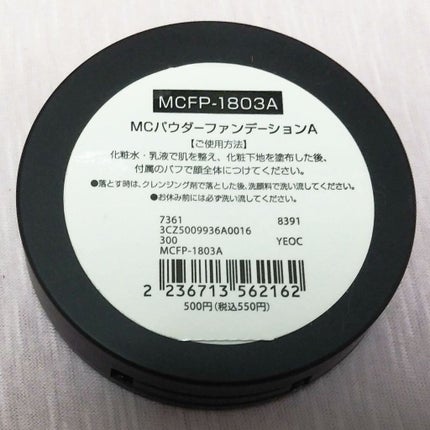 MCFP-1803A
MCパウダーファンデーションA
【ご使用方法】
化粧水・乳液で肌を整え、化粧下地を塗布した後、
付属のパフで顔全体につけてください。
●落とす時は、クレンジング剤で落とした後、洗顔料で洗い流してください。
●お休み前には必ず洗い流してください。
7361 8391
3CZ5009936A0016
300 YEOC
MCFP-1803A
2 236713 562162
500円(税込550円)